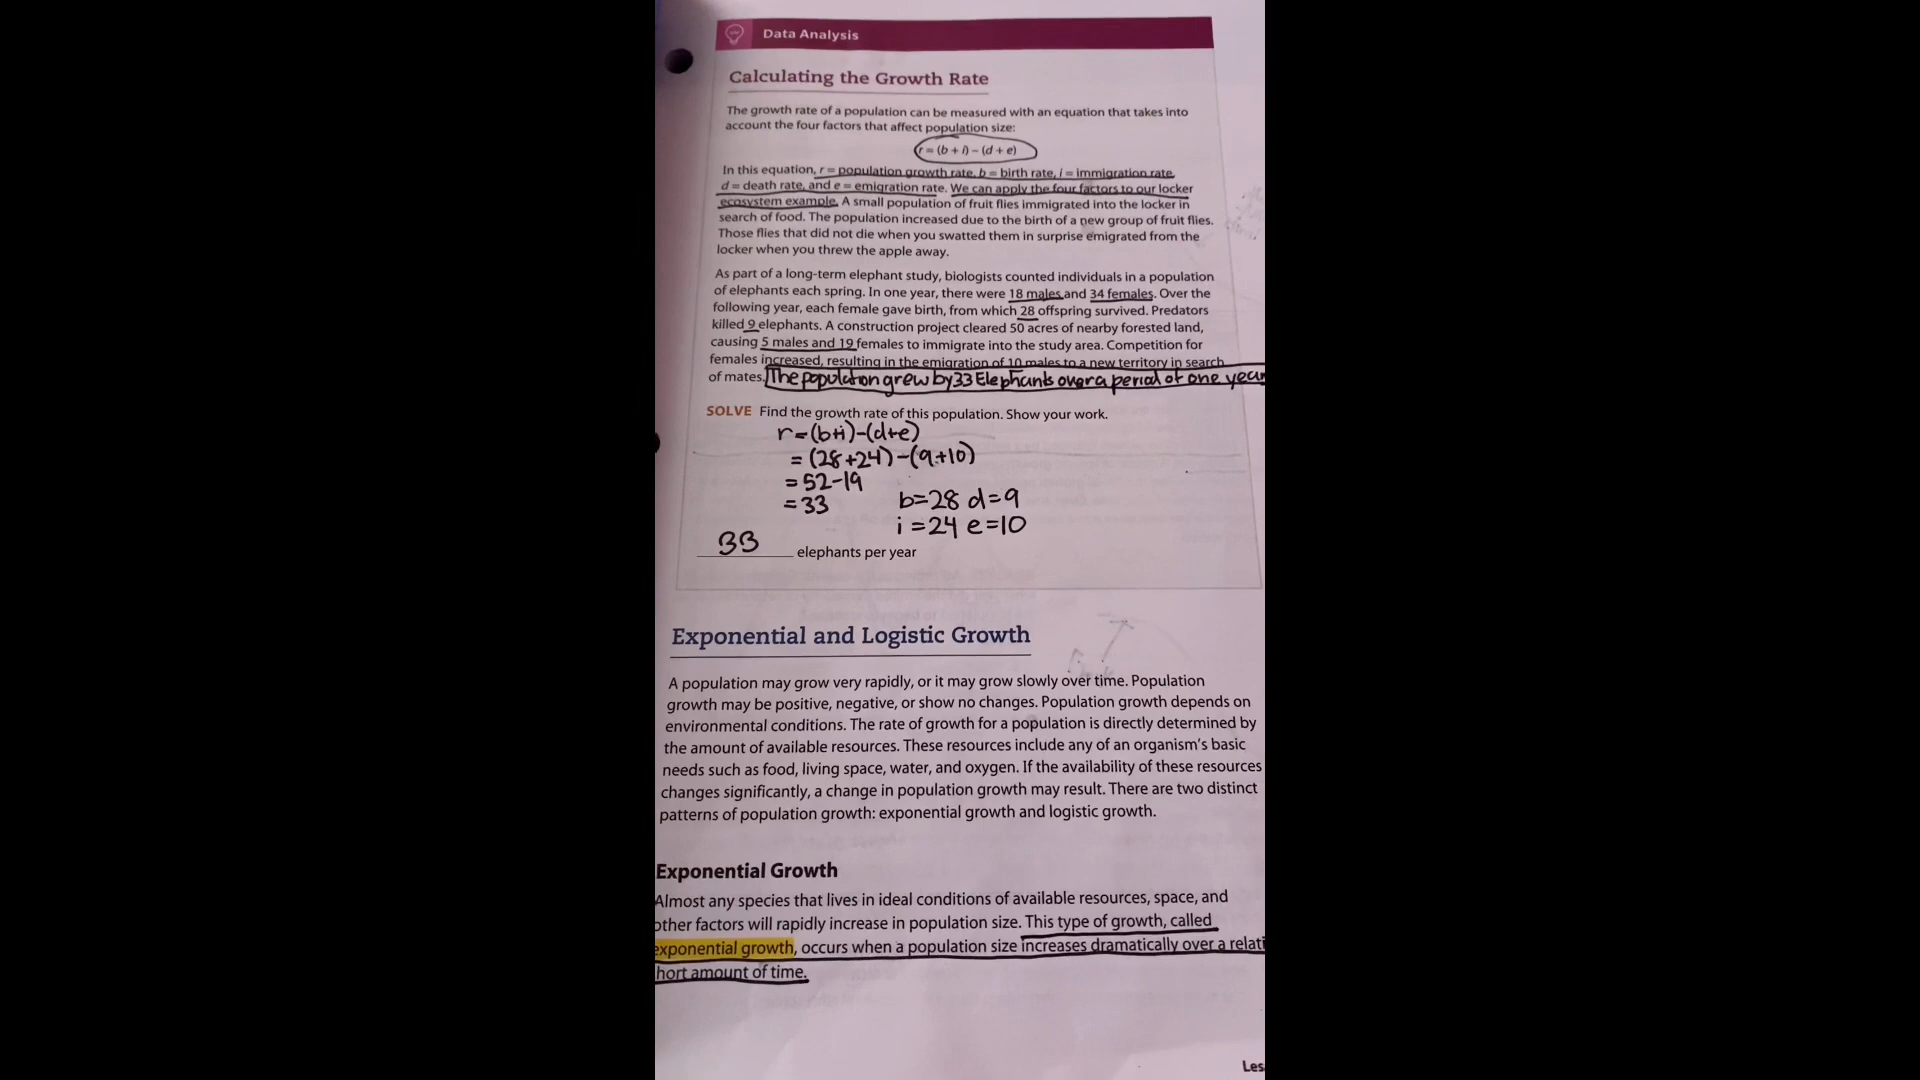 Data Analysis
Calculating the Growth Rate
The growth rate of a population can be measured with an equation that takes into
account the four factors that affect population size:
r = (b + i) – (d + e)
In this equation, r = population growth rate, b = birth rate, i = immigration rate,
d = death rate, and e = emigration rate. We can apply the four factors to our locker
ecosystem example. A small population of fruit flies immigrated into the locker in
search of food. The population increased due to the birth of a new group of fruit flies.
Those flies that did not die when you swatted them in surprise emigrated from the
locker when you threw the apple away.
As part of a long-term elephant study, biologists counted individuals in a population
of elephants each spring. In one year, there were 18 males and 34 females. Over the
following year, each female gave birth, from which 28 offspring survived. Predators
killed 9 elephants. A construction project cleared 50 acres of nearby forested land,
causing 5 males and 19 females to immigrate into the study area. Competition for
females increased, resulting in the emigration of 10 males to a new territory in search
of mates. The population grew by 33 Elephants over a period of one year
SOLVE Find the growth rate of this population. Show your work.
r=(b+i)-(d+e)
= (28+24)-(9+10)
= 52-19
= 33 b=28 d=9
i=24 e=10
33 elephants per year
Exponential and Logistic Growth
A population may grow very rapidly, or it may grow slowly over time. Population
growth may be positive, negative, or show no changes. Population growth depends on
environmental conditions. The rate of growth for a population is directly determined by
the amount of available resources. These resources include any of an organism's basic
needs such as food, living space, water, and oxygen. If the availability of these resources
changes significantly, a change in population growth may result. There are two distinct
patterns of population growth: exponential growth and logistic growth.
Exponential Growth
Almost any species that lives in ideal conditions of available resources, space, and
other factors will rapidly increase in population size. This type of growth, called
exponential growth, occurs when a population size increases dramatically over a relati
hort amount of time.
Les